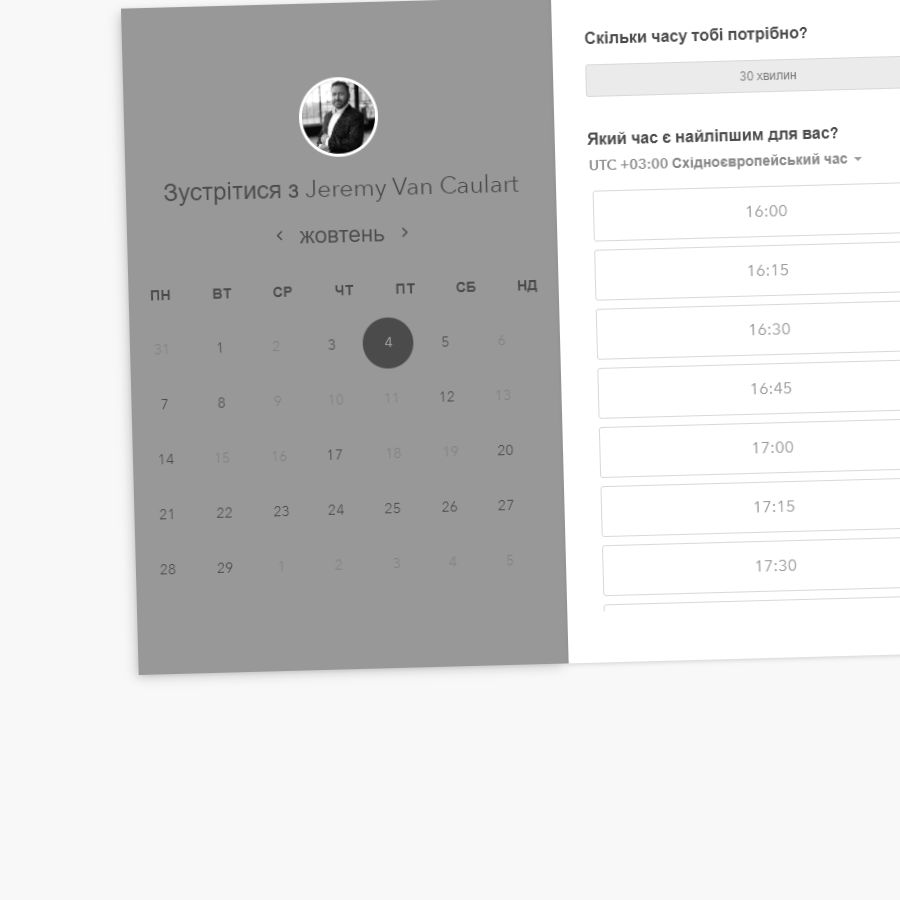 Зустрітися з Jeremy Van Caulart
‹ жовтень ›
ПН ВТ СР ЧТ ПТ СБ НД
31 1 2 3 4 5 6
7 8 9 10 11 12 13
14 15 16 17 18 19 20
21 22 23 24 25 26 27
28 29 1 2 3 4 5
Скільки часу тобі потрібно?
30 хвилин
Який час є найліпшим для вас?
UTC +03:00 Східноєвропейський час
16:00
16:15
16:30
16:45
17:00
17:15
17:30